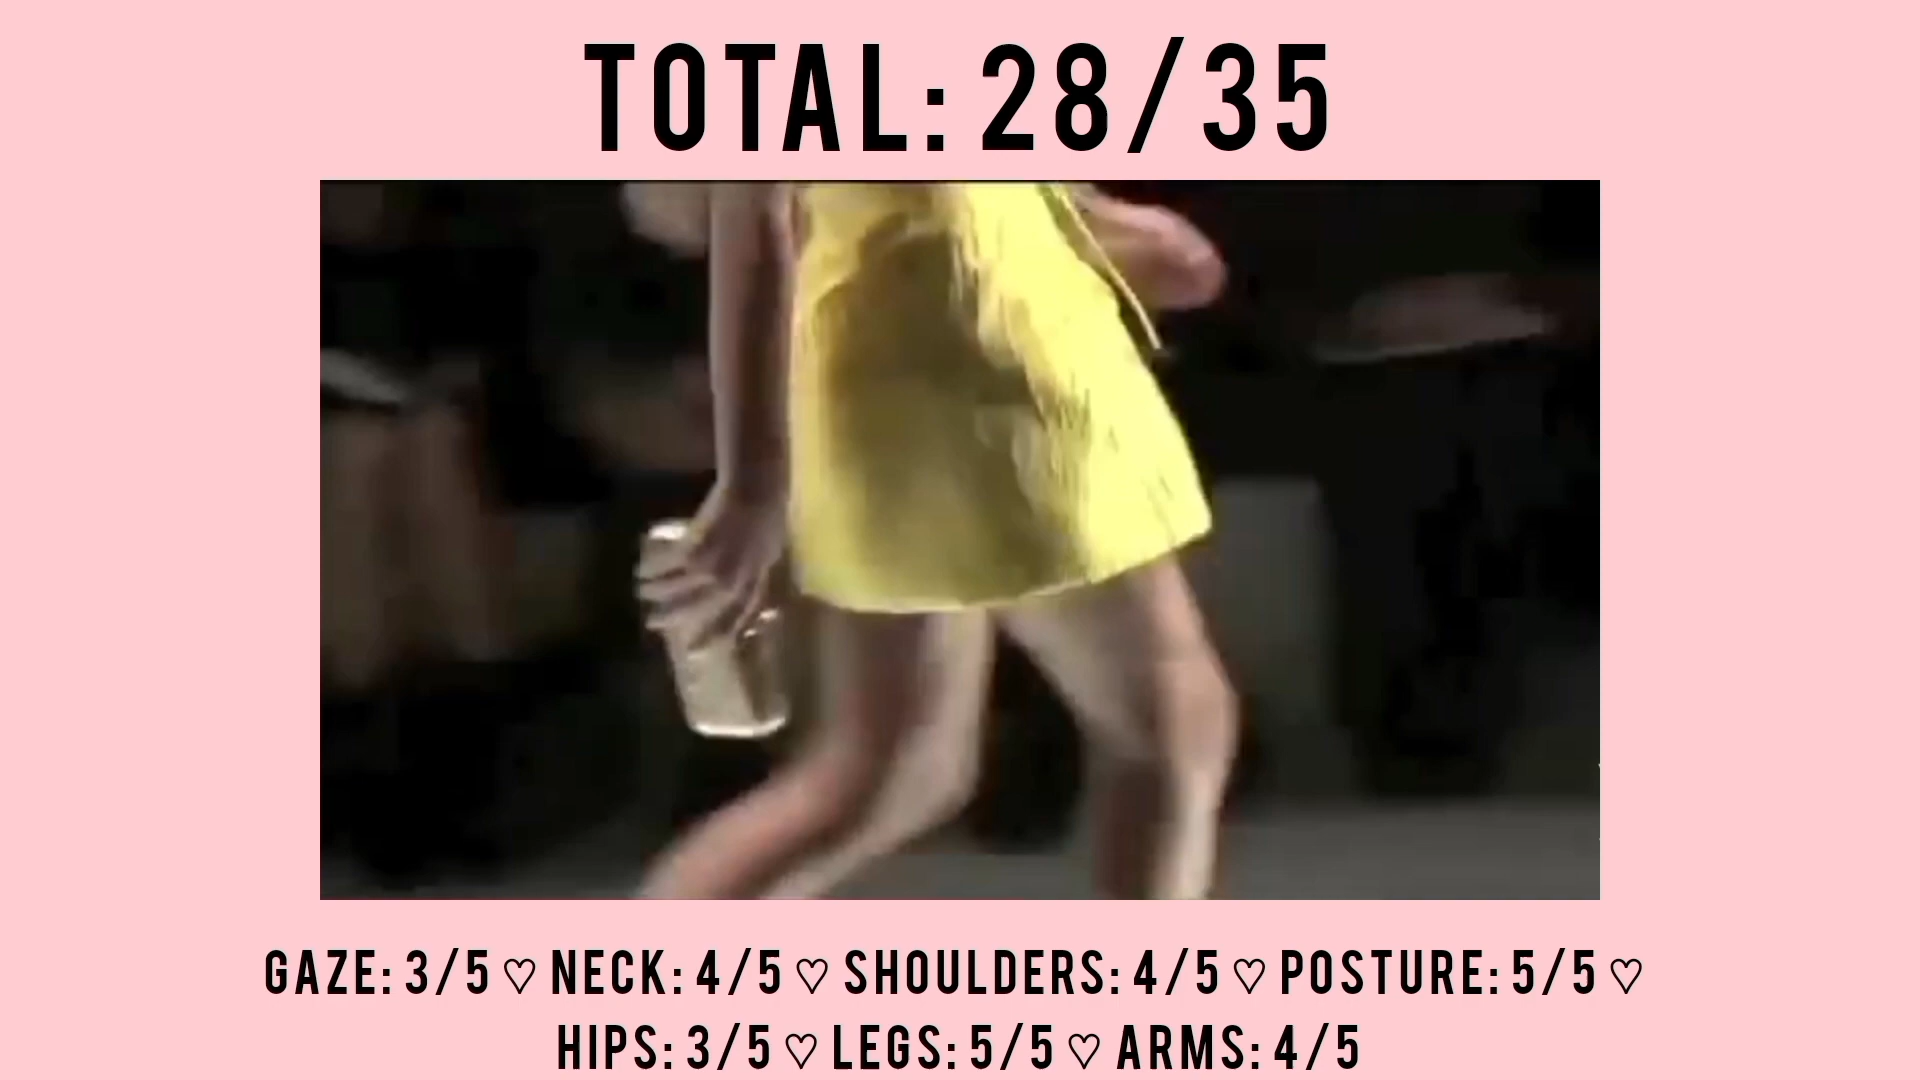 TOTAL: 28/35
GAZE: 3/5 ♡ NECK: 4/5 ♡ SHOULDERS: 4/5 ♡ POSTURE: 5/5 ♡
HIPS: 3/5 ♡ LEGS: 5/5 ♡ ARMS: 4/5